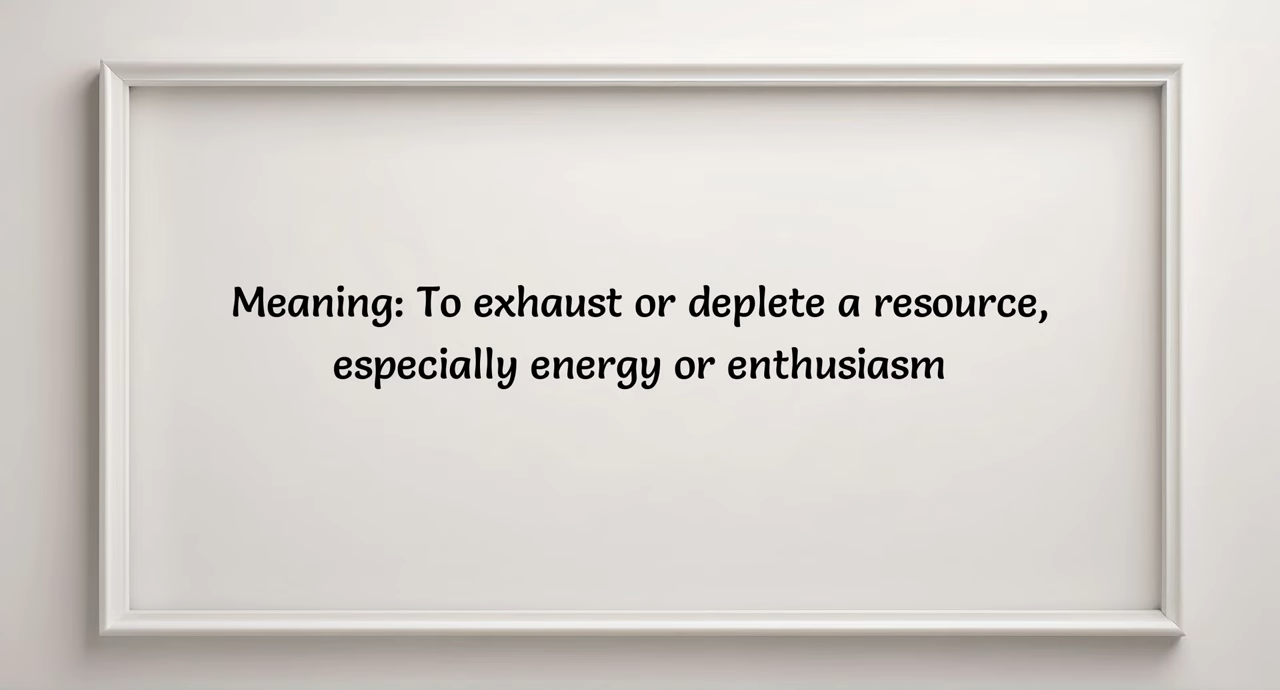 Meaning: To exhaust or deplete a resource,
especially energy or enthusiasm